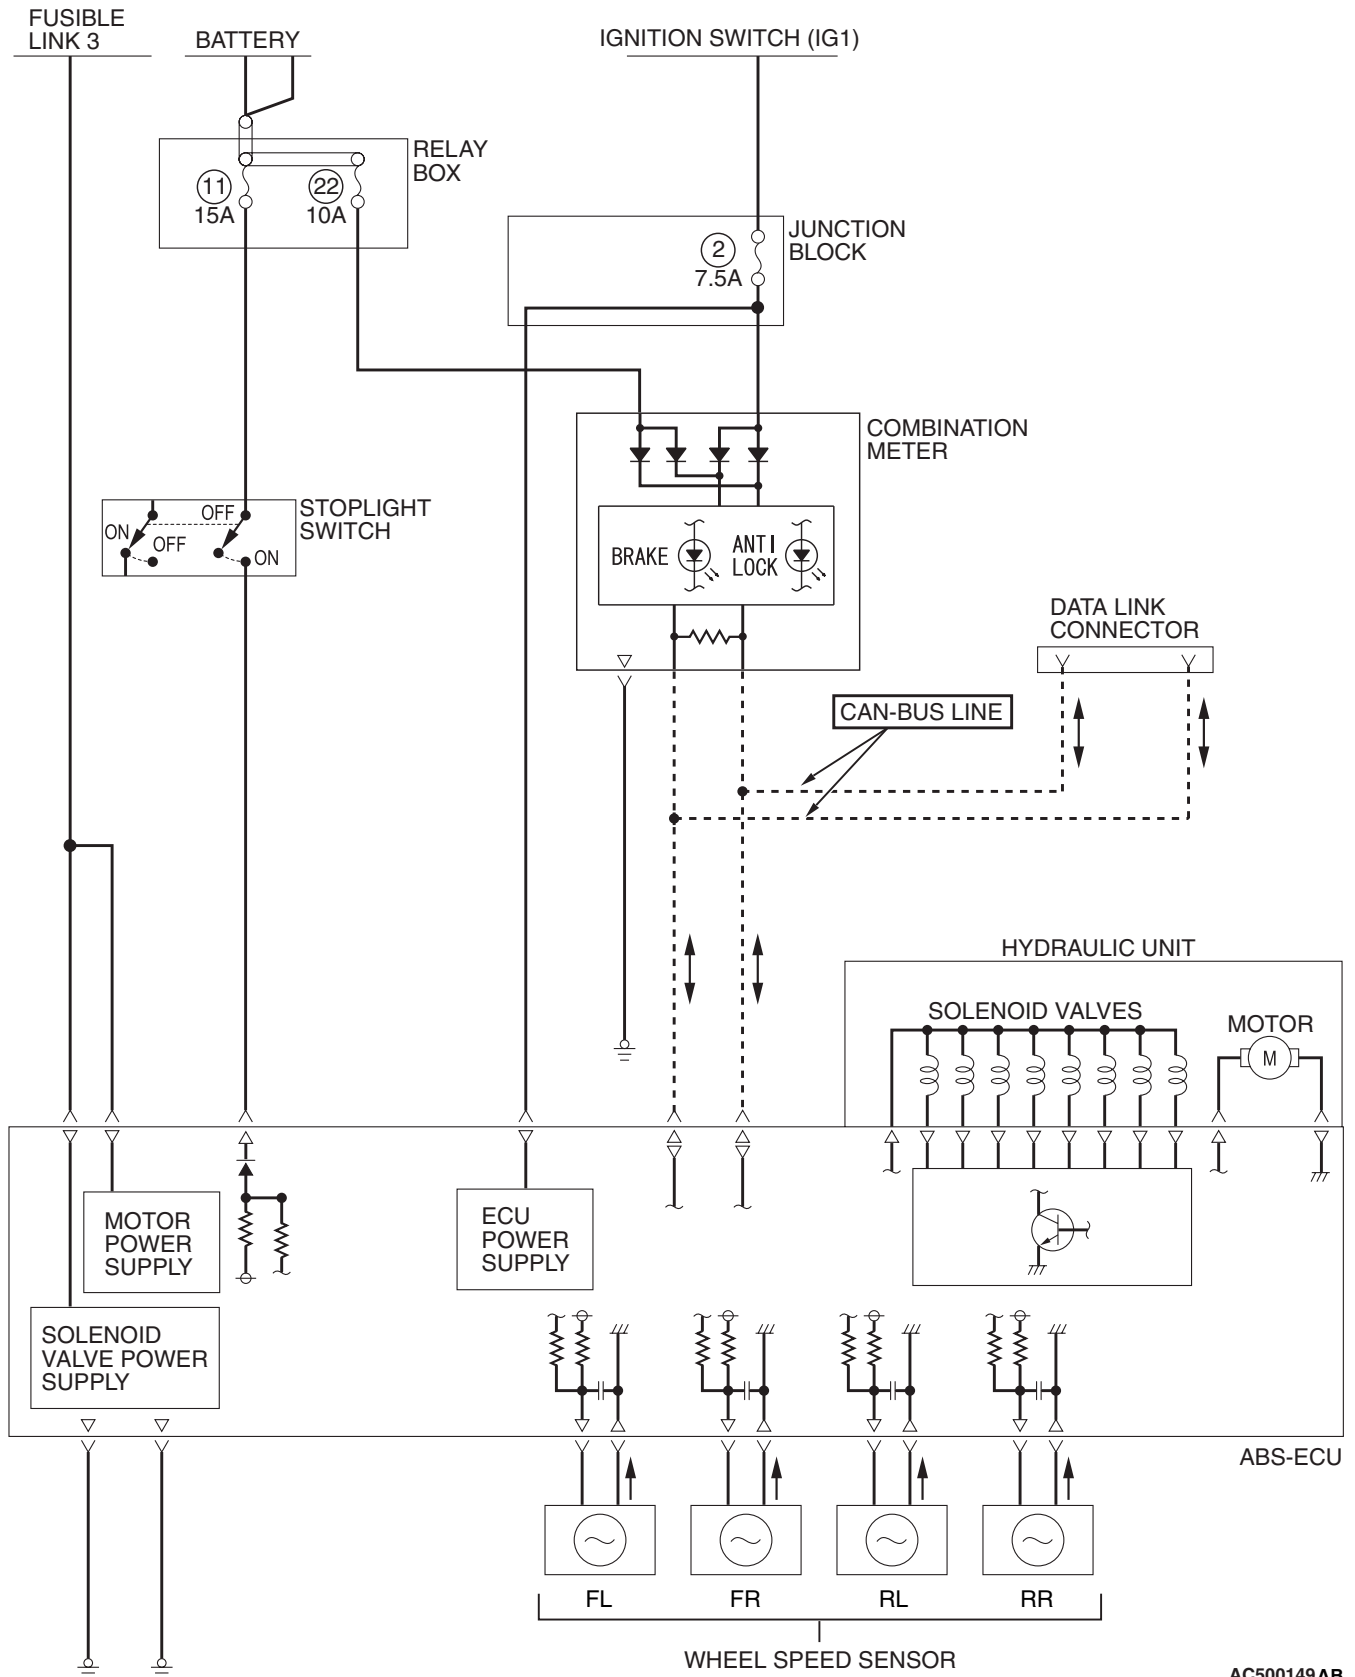 FUSIBLE
LINK 3
BATTERY
IGNITION SWITCH (IG1)
RELAY
BOX
11
15A
22
10A
JUNCTION
BLOCK
2
7.5A
COMBINATION
METER
STOPLIGHT
SWITCH
OFF
ON
OFF
ON
BRAKE
ANTI
LOCK
DATA LINK
CONNECTOR
CAN-BUS LINE
HYDRAULIC UNIT
SOLENOID VALVES
MOTOR
M
MOTOR
POWER
SUPPLY
ECU
POWER
SUPPLY
SOLENOID
VALVE POWER
SUPPLY
ABS-ECU
FL
FR
RL
RR
WHEEL SPEED SENSOR
AC500149AB